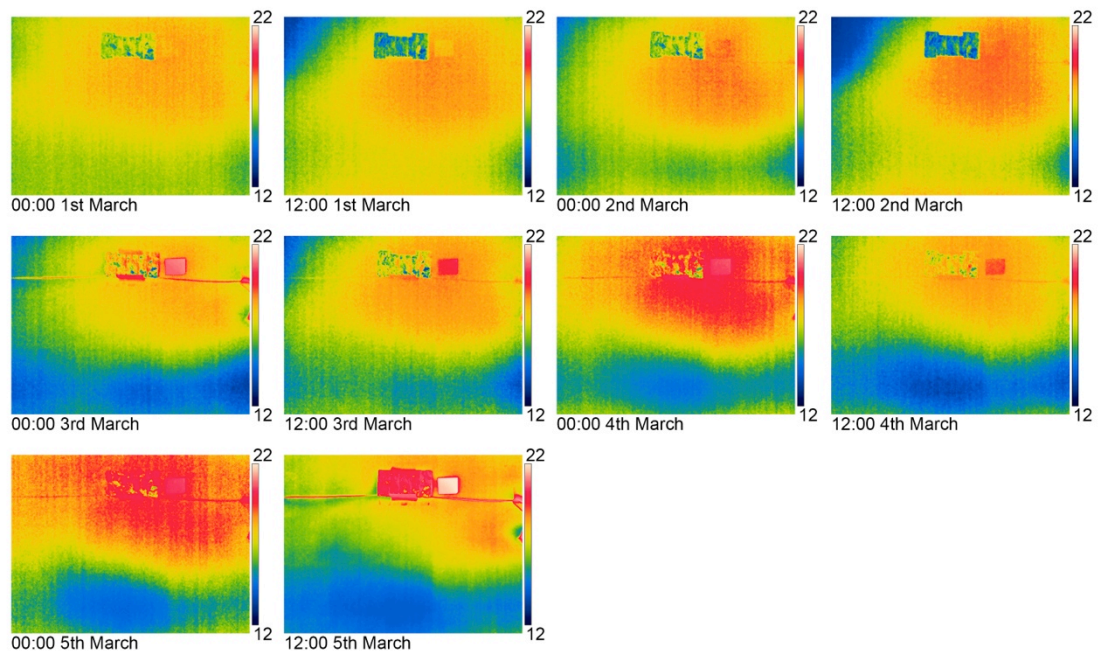 22 22 22 22
12 12 12 12
00:00 1st March 12:00 1st March 00:00 2nd March 12:00 2nd March
22 22 22 22
12 12 12 12
00:00 3rd March 12:00 3rd March 00:00 4th March 12:00 4th March
22 22
12 12
00:00 5th March 12:00 5th March